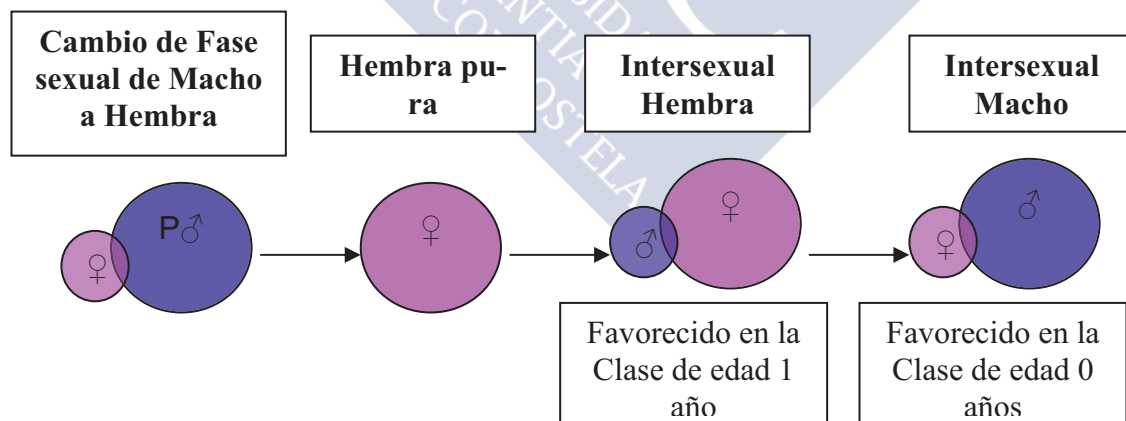 Cambio de Fase
sexual de Macho
a Hembra
Hembra pu-
ra
Intersexual
Hembra
Intersexual
Macho
♀
P♂
♀
♂
♀
♀
♂
Favorecido en la
Clase de edad 1
año
Favorecido en la
Clase de edad 0
años